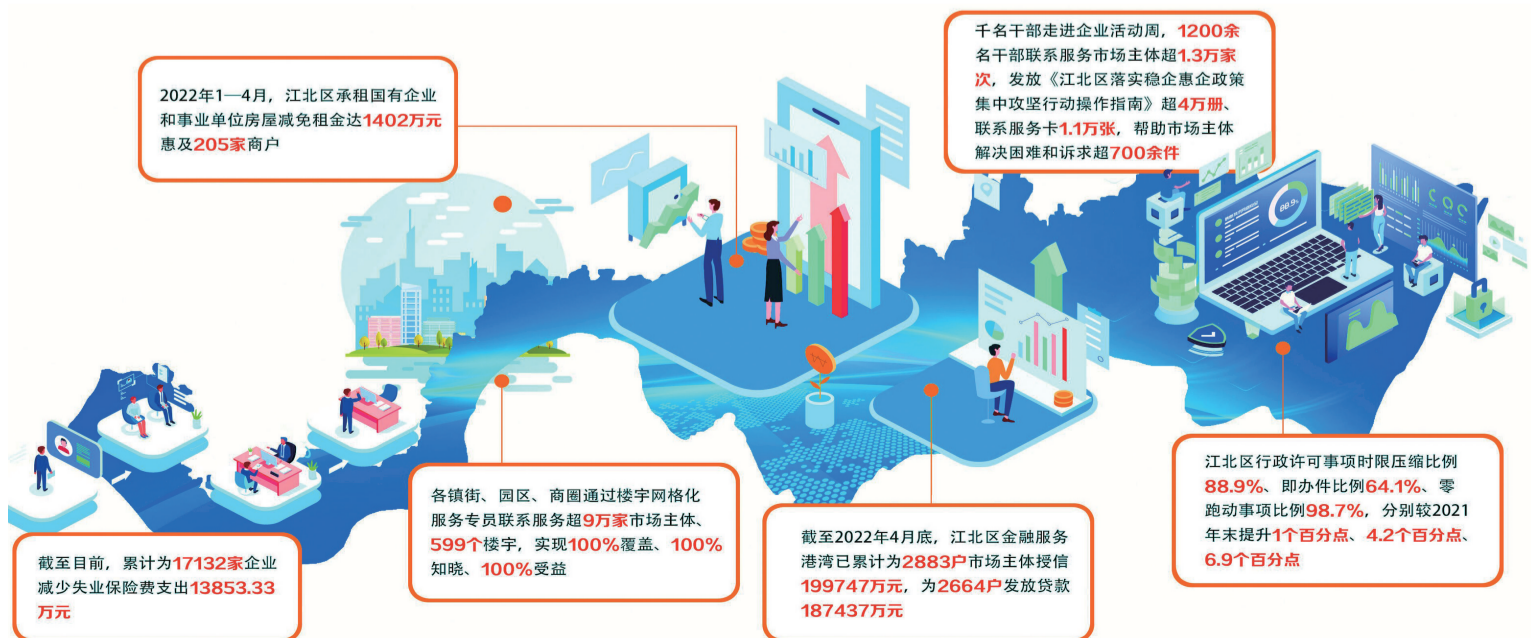 千名干部走进企业活动周，1200余
名干部联系服务市场主体超1.3万家
次，发放《江北区落实稳企惠企政策
集中攻坚行动操作指南》超4万册、
联系服务卡1.1万张，帮助市场主体
解决困难和诉求超700余件
2022年1—4月，江北区承租国有企业
和事业单位房屋减免租金达1402万元
惠及205家商户
88.9%
江北区行政许可事项时限压缩比例
88.9%、即办件比例64.1%、零
跑动事项比例98.7%，分别较2021
年末提升1个百分点、4.2个百分点、
6.9个百分点
各镇街、园区、商圈通过楼宇网格化
服务专员联系服务超9万家市场主体、
599个楼宇，实现100%覆盖、100%
知晓、100%受益
截至2022年4月底，江北区金融服务
港湾已累计为2883户市场主体授信
199747万元，为2664户发放贷款
187437万元
截至目前，累计为17132家企业
减少失业保险费支出13853.33
万元